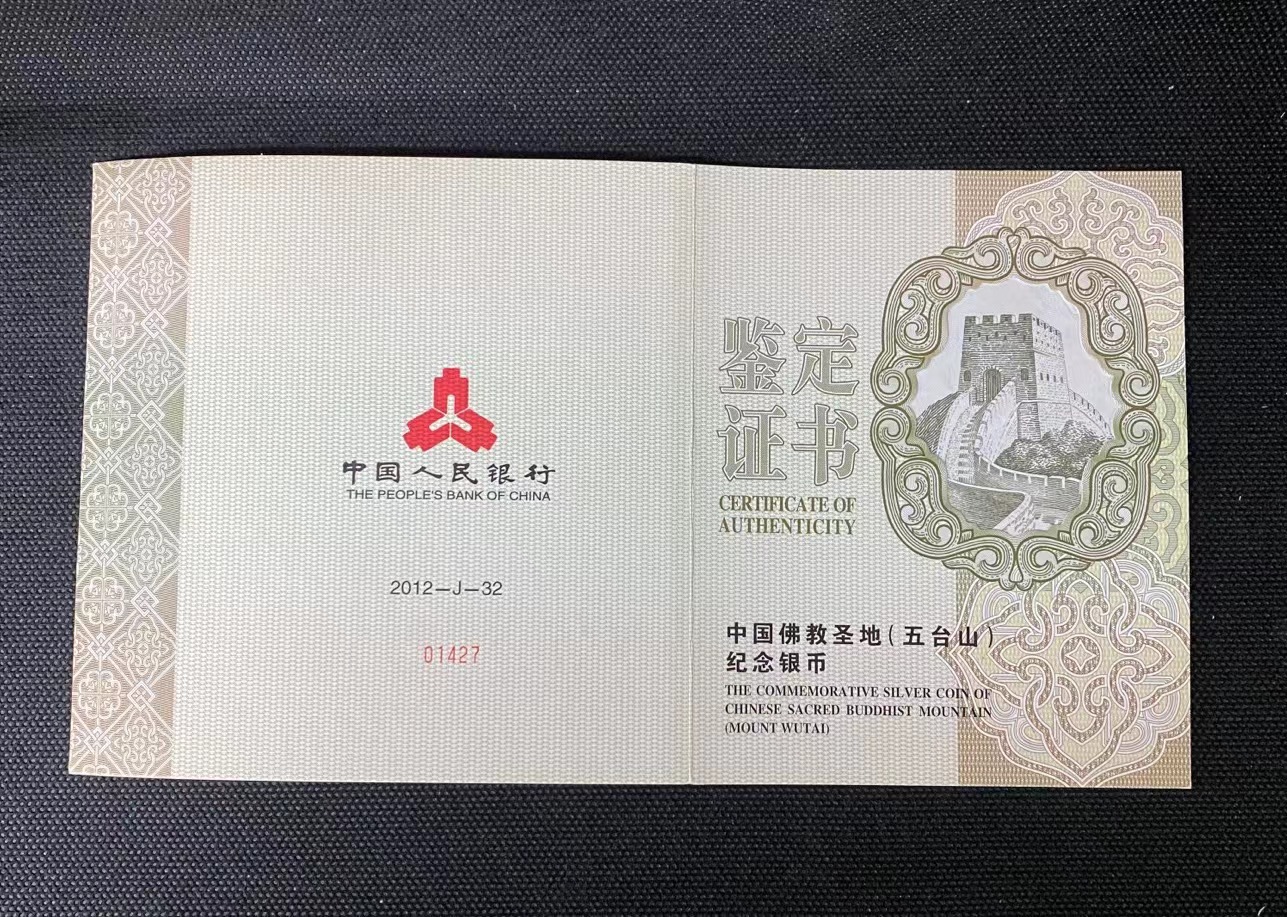 中国人民银行
THE PEOPLE'S BANK OF CHINA
2012—J—32
01427
鉴定
证书
CERTIFICATE OF
AUTHENTICITY
中国佛教圣地(五台山)
纪念银币
THE COMMEMORATIVE SILVER COIN OF
CHINESE SACRED BUDDHIST MOUNTAIN
(MOUNT WUTAI)